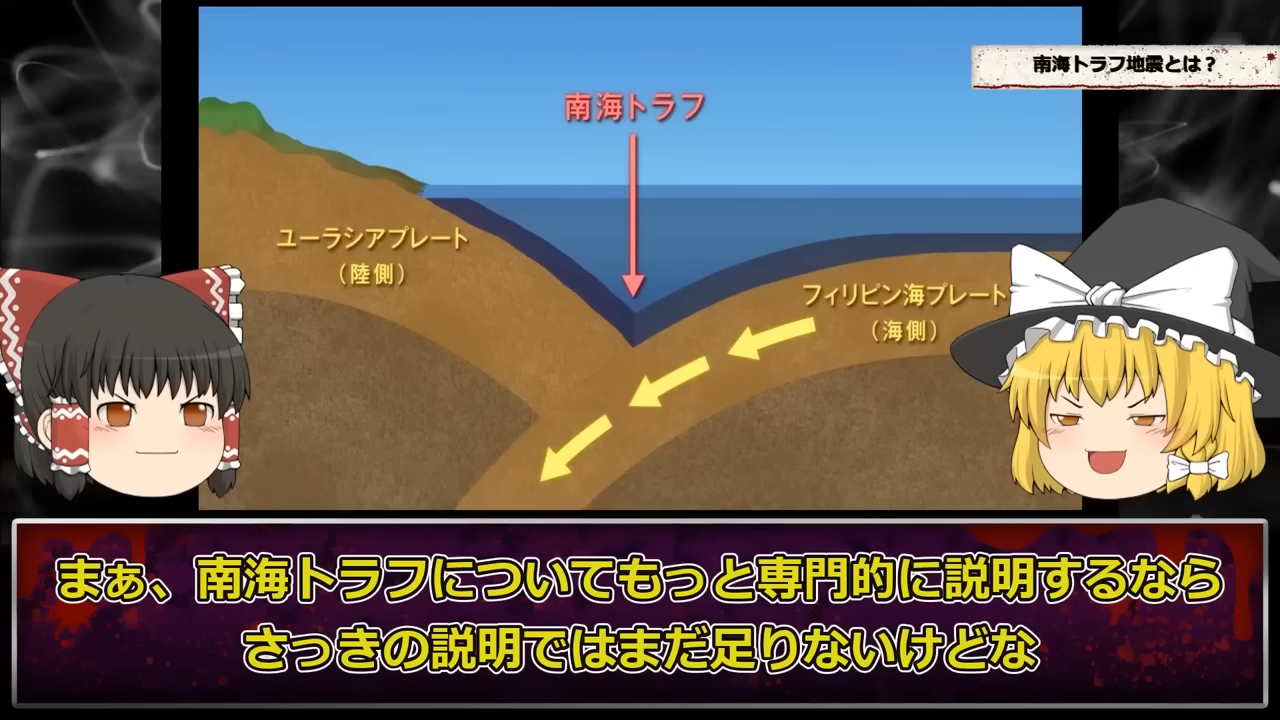 南海トラフ地震とは？
南海トラフ
ユーラシアプレート
（陸側）
フィリピン海プレート
（海側）
まぁ、南海トラフについてもっと専門的に説明するなら
さっきの説明ではまだ足りないけどな